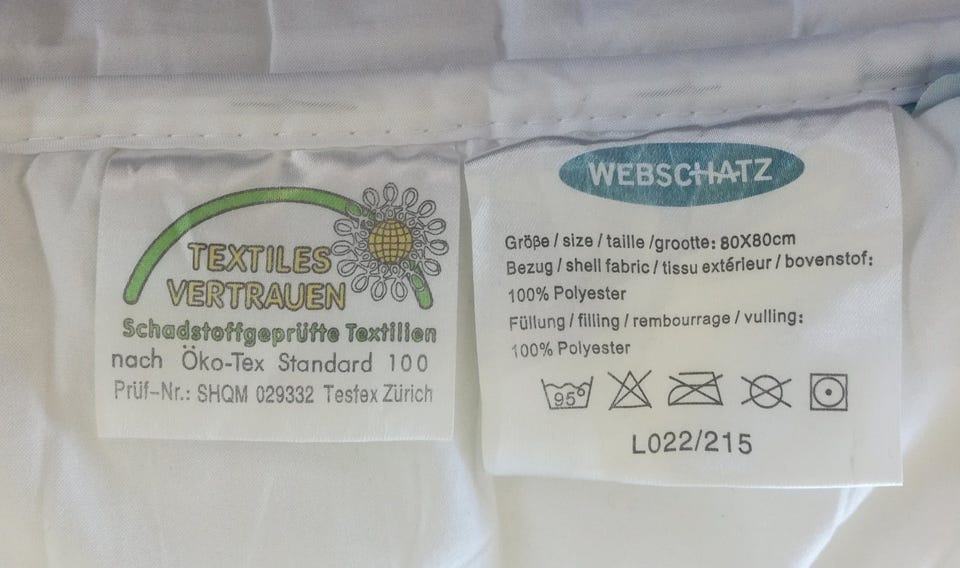 TEXTILES
VERTRAUEN
Schadstoffgeprüfte Textilien
nach Öko-Tex Standard 100
Prüf-Nr.: SHQM 029332 Testex Zürich
WEBSCHATZ
Größe / size / taille /grootte: 80X80cm
Bezug / shell fabric / tissu extérieur / bovenstof:
100% Polyester
Füllung / filling / rembourrage / vulling:
100% Polyester
95°
L022/215